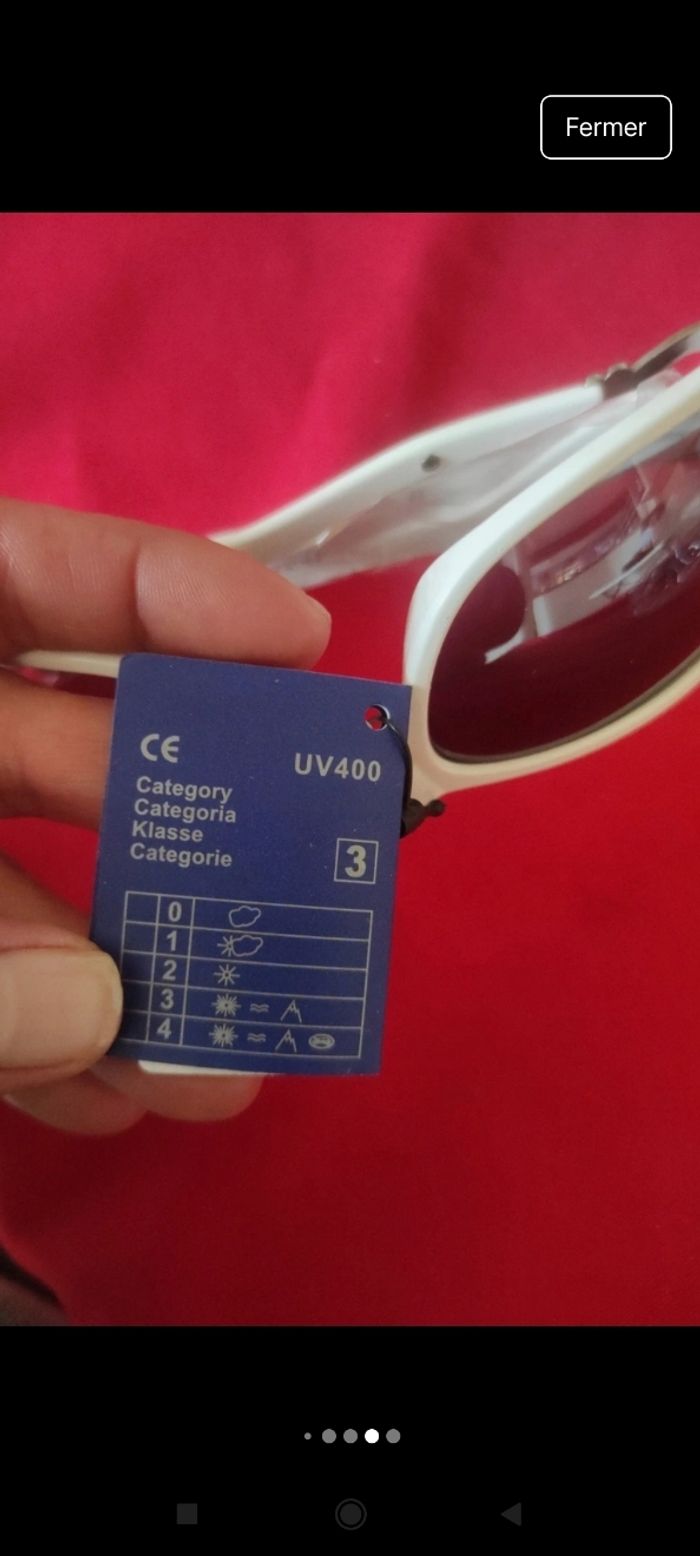 Fermer
CE
UV400
Category
Categoria
Klasse
Categorie
3
0
1
2
3
4